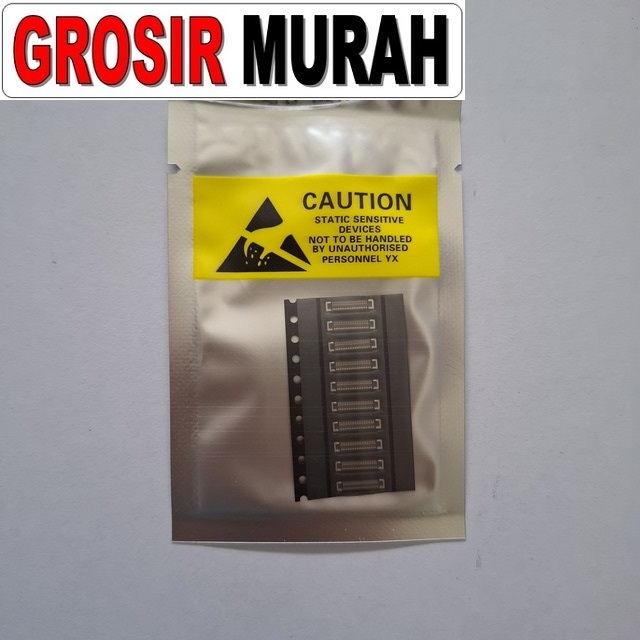 GROSIR MURAH
CAUTION
STATIC SENSITIVE
DEVICES
NOT TO BE HANDLED
BY UNAUTHORISED
PERSONNEL YX